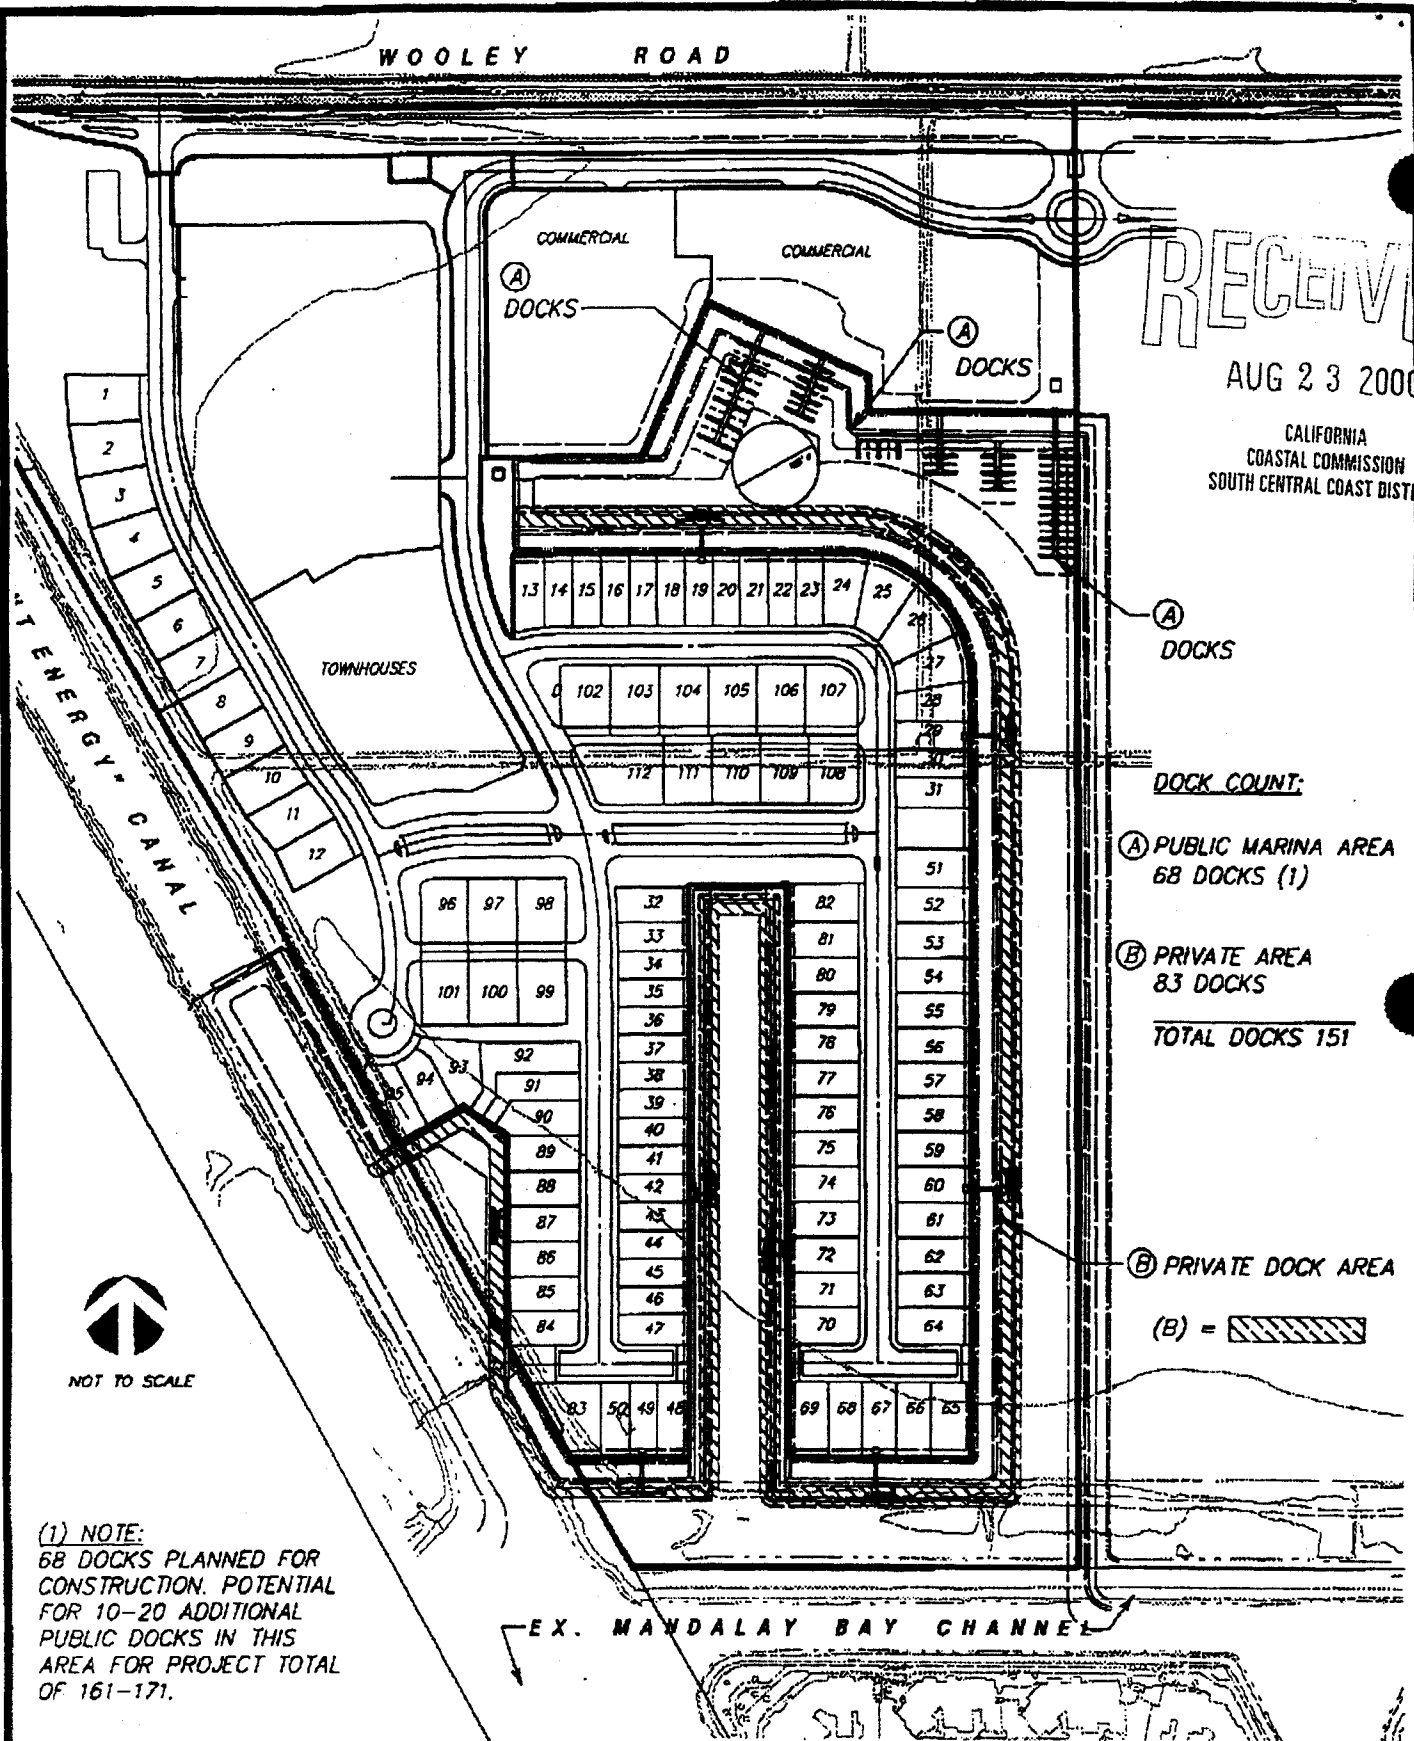 WOOLEY ROAD
COMMERCIAL
COMMERCIAL
A
DOCKS
A
DOCKS
AUG 23 200
CALIFORNIA
COASTAL COMMISSION
SOUTH CENTRAL COAST
1
2
3
4
5
6
7
8
9
10
11
12
13 14 15 16 17 18 19 20 21 22 23 24 25
26
27
28
29
31
A
DOCKS
TOWNHOUSES
102 103 104 105 106 107
112 111 110 109 108
ENERGY" CANAL
DOCK COUNT:
A PUBLIC MARINA AREA
68 DOCKS (1)
B PRIVATE AREA
83 DOCKS
TOTAL DOCKS 151
96 97 98
101 100 99
32
33
34
35
36
37
38
39
40
41
42
43
44
45
46
47
82
81
80
79
78
77
76
75
74
73
72
71
70
51
52
53
54
55
56
57
58
59
60
61
62
63
64
92
93
94
95
91
90
89
88
87
86
85
84
83 50 49 48
69 68 67 66 65
B PRIVATE DOCK AREA
(B) =
NOT TO SCALE
(1) NOTE:
68 DOCKS PLANNED FOR
CONSTRUCTION. POTENTIAL
FOR 10-20 ADDITIONAL
PUBLIC DOCKS IN THIS
AREA FOR PROJECT TOTAL
OF 161-171.
EX. MANDALAY BAY CHANNEL